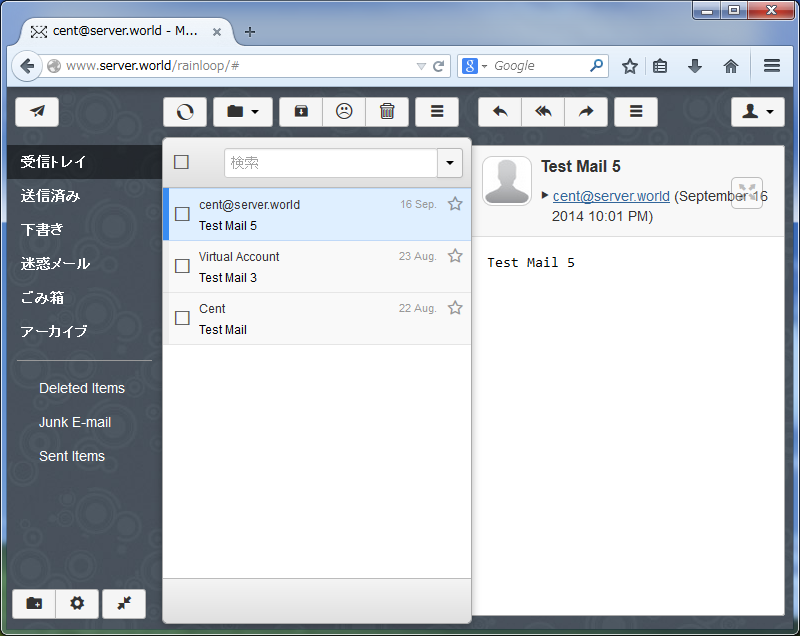 cent@server.world - M...
www.server.world/rainloop/#
Google
受信トレイ
送信済み
下書き
迷惑メール
ごみ箱
アーカイブ
Deleted Items
Junk E-mail
Sent Items
検索
cent@server.world 16 Sep.
Test Mail 5
Virtual Account 23 Aug.
Test Mail 3
Cent 22 Aug.
Test Mail
Test Mail 5
cent@server.world (September 16
2014 10:01 PM)
Test Mail 5